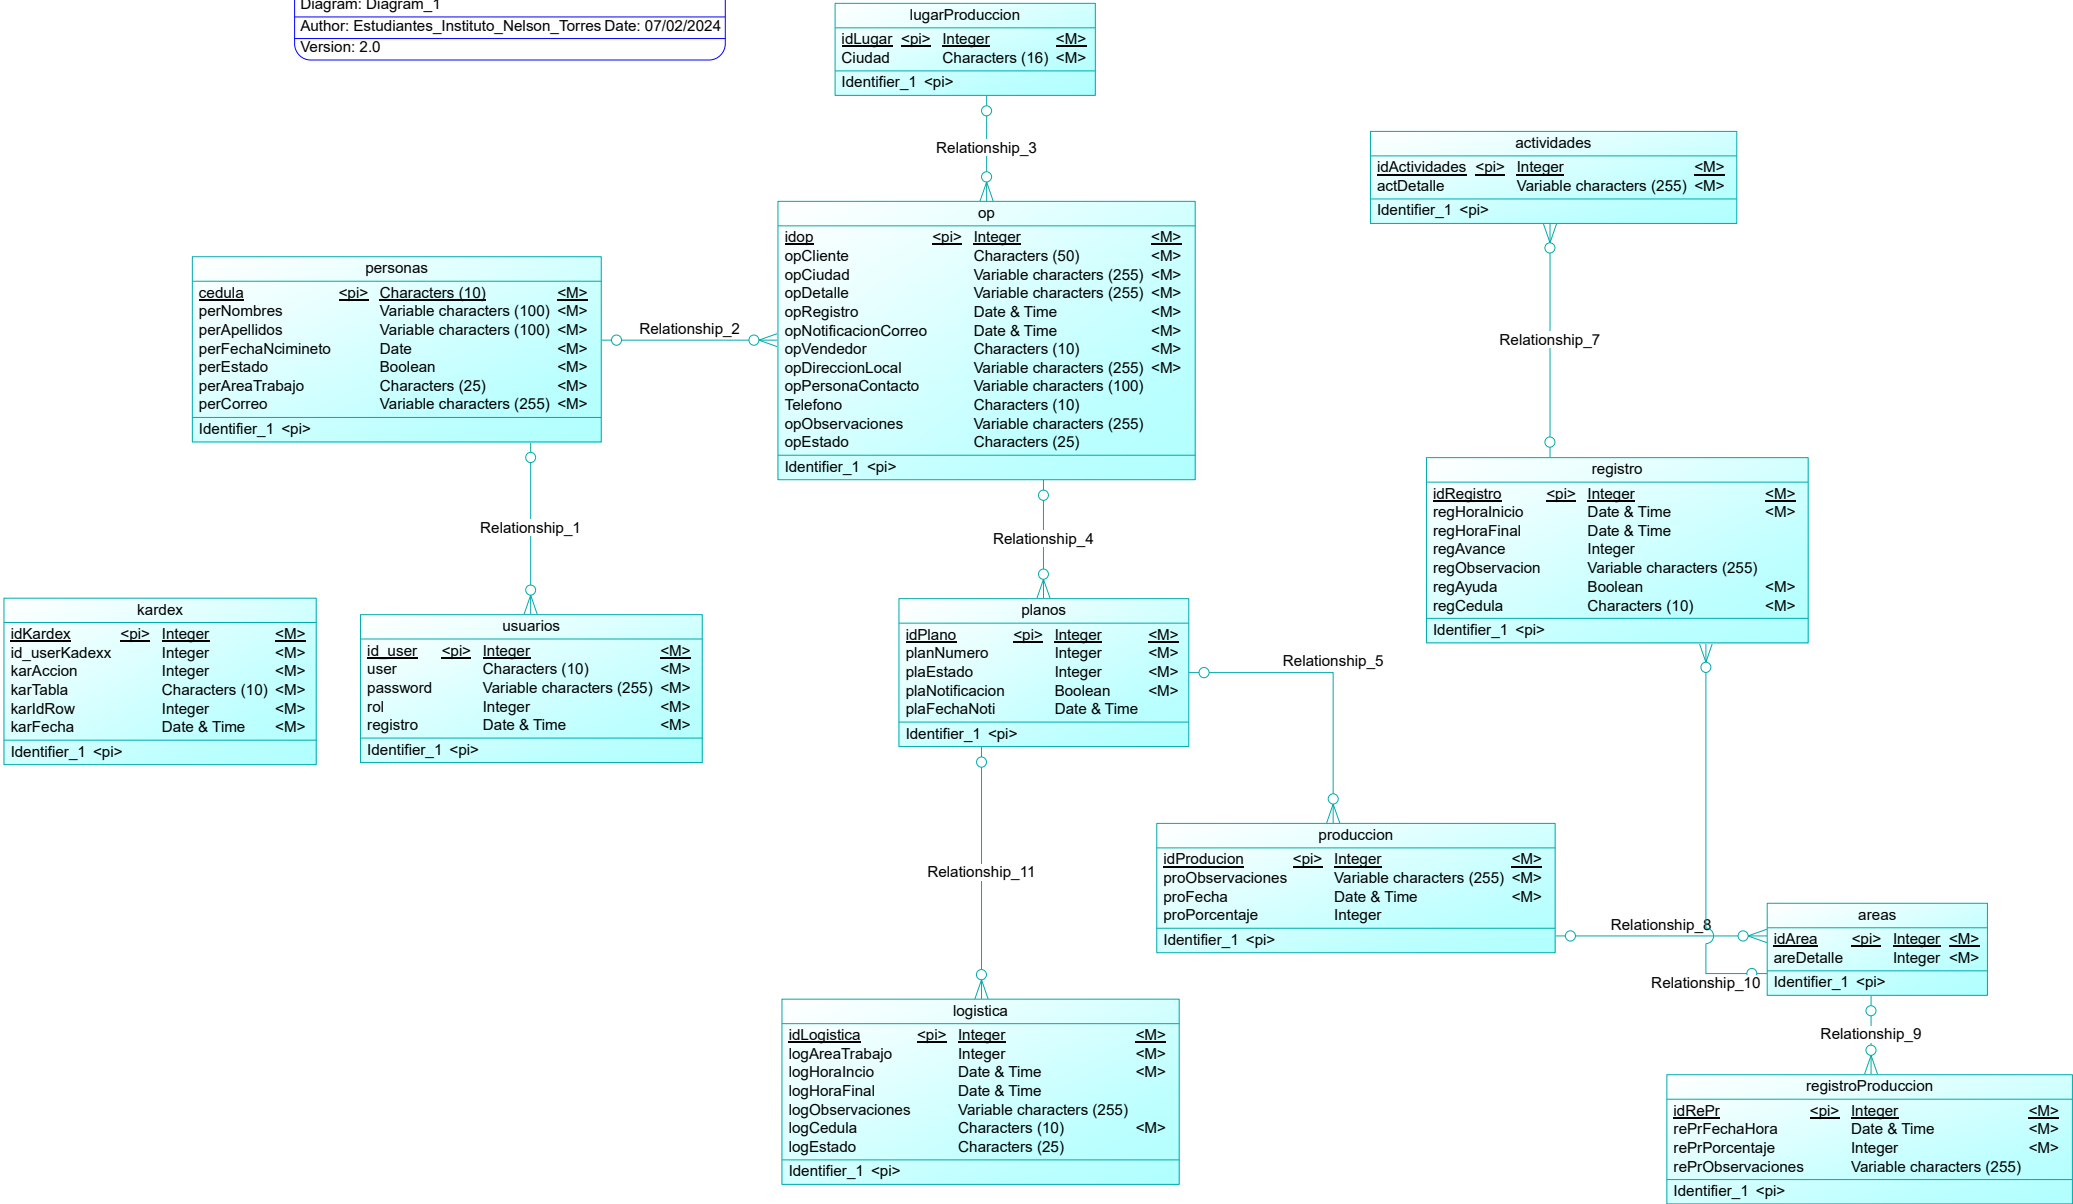 Diagram: Diagram_1
Author: Estudiantes_Instituto_Nelson_Torres Date: 07/02/2024
Version: 2.0
lugarProduccion
idLugar <pi> Integer <M>
Ciudad Characters (16) <M>
Identifier_1 <pi>
Relationship_3
actividades
idActividades <pi> Integer <M>
actDetalle Variable characters (255) <M>
Identifier_1 <pi>
op
idop <pi> Integer <M>
opCliente Characters (50) <M>
opCiudad Variable characters (255) <M>
opDetalle Variable characters (255) <M>
opRegistro Date & Time <M>
opNotificacionCorreo Date & Time <M>
opVendedor Characters (10) <M>
opDireccionLocal Variable characters (255) <M>
opPersonaContacto Variable characters (100)
Telefono Characters (10)
opObservaciones Variable characters (255)
opEstado Characters (25)
Identifier_1 <pi>
personas
cedula <pi> Characters (10) <M>
perNombres Variable characters (100) <M>
perApellidos Variable characters (100) <M>
perFechaNcimineto Date <M>
perEstado Boolean <M>
perAreaTrabajo Characters (25) <M>
perCorreo Variable characters (255) <M>
Identifier_1 <pi>
Relationship_2
Relationship_7
Relationship_1
Relationship_4
registro
idRegistro <pi> Integer <M>
regHoraInicio Date & Time <M>
regHoraFinal Date & Time
regAvance Integer
regObservacion Variable characters (255)
regAyuda Boolean <M>
regCedula Characters (10) <M>
Identifier_1 <pi>
kardex
idKardex <pi> Integer <M>
id_userKadexx Integer <M>
karAccion Integer <M>
karTabla Characters (10) <M>
karIdRow Integer <M>
karFecha Date & Time <M>
Identifier_1 <pi>
usuarios
id_user <pi> Integer <M>
user Characters (10) <M>
password Variable characters (255) <M>
rol Integer <M>
registro Date & Time <M>
Identifier_1 <pi>
planos
idPlano <pi> Integer <M>
planNumero Integer <M>
plaEstado Integer <M>
plaNotificacion Boolean <M>
plaFechaNoti Date & Time
Identifier_1 <pi>
Relationship_5
Relationship_11
produccion
idProducion <pi> Integer <M>
proObservaciones Variable characters (255) <M>
proFecha Date & Time <M>
proPorcentaje Integer
Identifier_1 <pi>
Relationship_8
areas
idArea <pi> Integer <M>
areDetalle Integer <M>
Identifier_1 <pi>
Relationship_10
Relationship_9
logistica
idLogistica <pi> Integer <M>
logAreaTrabajo Integer <M>
logHoraIncio Date & Time <M>
logHoraFinal Date & Time
logObservaciones Variable characters (255)
logCedula Characters (10) <M>
logEstado Characters (25)
Identifier_1 <pi>
registroProduccion
idRePr <pi> Integer <M>
rePrFechaHora Date & Time <M>
rePrPorcentaje Integer <M>
rePrObservaciones Variable characters (255)
Identifier_1 <pi>